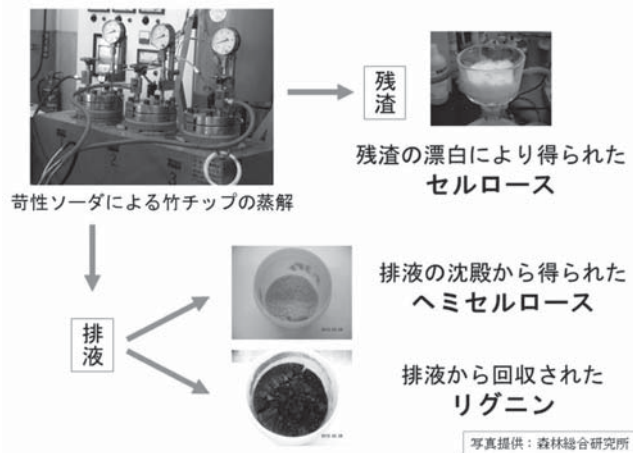 残渣
残渣の漂白により得られた
セルロース
苛性ソーダによる竹チップの蒸解
排液の沈殿から得られた
ヘミセルロース
排液
排液から回収された
リグニン
写真提供:森林総合研究所